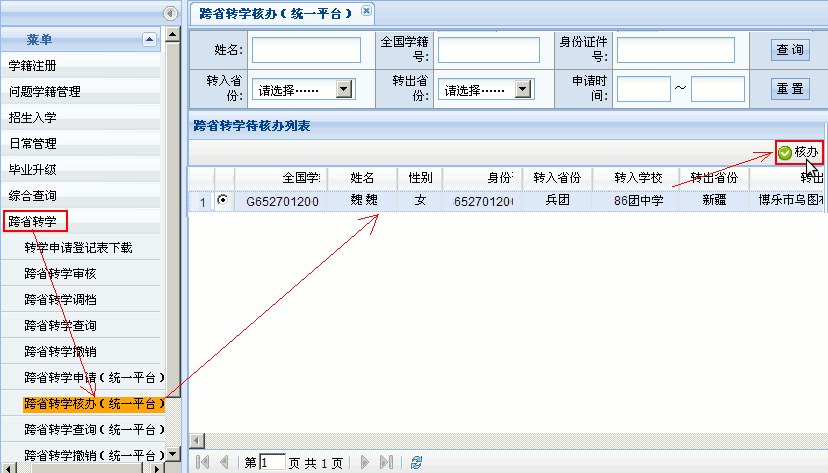 跨省转学核办(统一平台)
菜单
学籍注册
问题学籍管理
招生入学
日常管理
毕业升级
综合查询
跨省转学
转学申请登记表下载
跨省转学审核
跨省转学调档
跨省转学查询
跨省转学撤销
跨省转学申请(统一平台)
跨省转学核办(统一平台)
跨省转学查询(统一平台)
跨省转学撤销(统一平台)
姓名: 全国学籍号: 身份证件号: 查询
转入省份: 请选择…… 转出省份: 请选择…… 申请时间: ~ 重置
跨省转学待核办列表
核办
全国学 姓名 性别 身份 转入省份 转入学校 转出省份 转出
1 G652701200 魏魏 女 652701200 兵团 86团中学 新疆 博乐市乌图
第 1 页 共 1 页